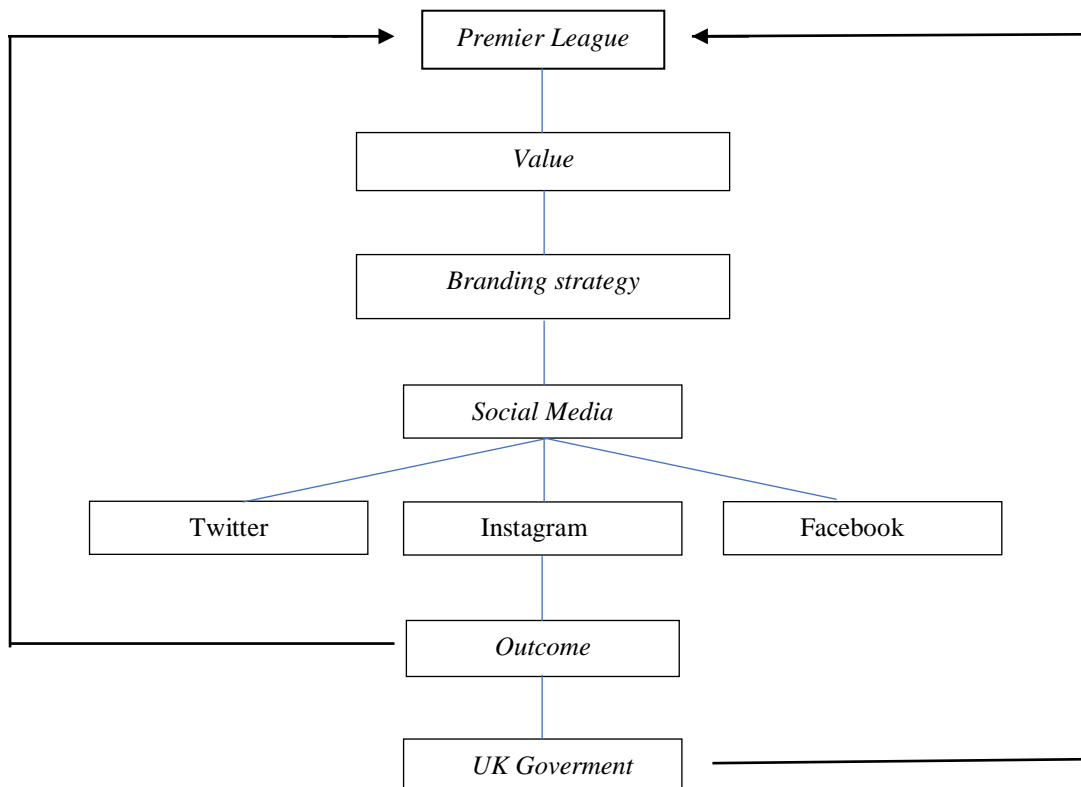 Premier League
Value
Branding strategy
Social Media
Twitter
Instagram
Facebook
Outcome
UK Goverment